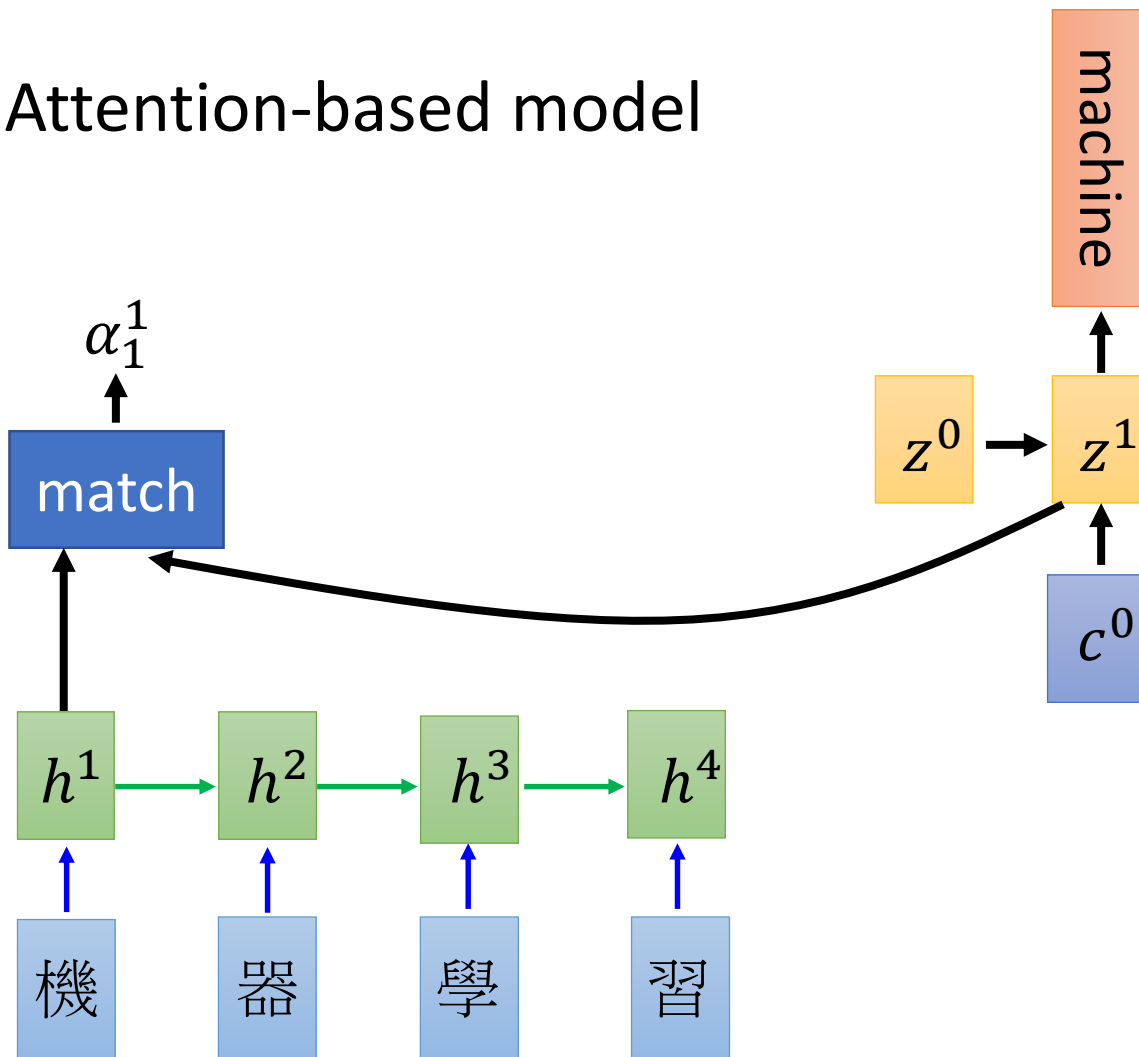 Attention-based model
machine
α₁¹
match
z⁰
z¹
c⁰
h¹
h²
h³
h⁴
機
器
學
習